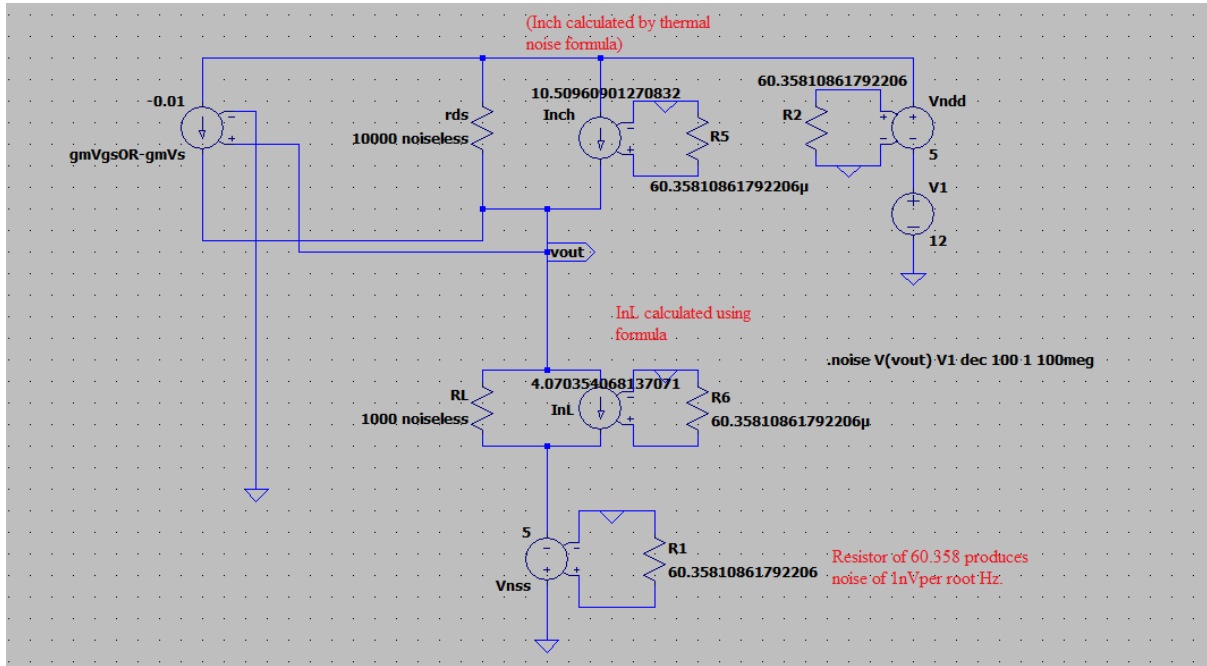 (Inch calculated by thermal
noise formula)
-0.01
gmVgsOR-gmVs
rds
10000 noiseless
10.50960901270832
Inch
R5
60.35810861792206µ
60.35810861792206
R2
Vndd
5
V1
12
vout
InL calculated using
formula
.noise V(vout) V1 dec 100 1 100meg
RL
1000 noiseless
4.070354068137071
InL
R6
60.35810861792206µ
5
Vnss
R1
60.35810861792206
Resistor of 60.358 produces
noise of 1nVper root Hz.